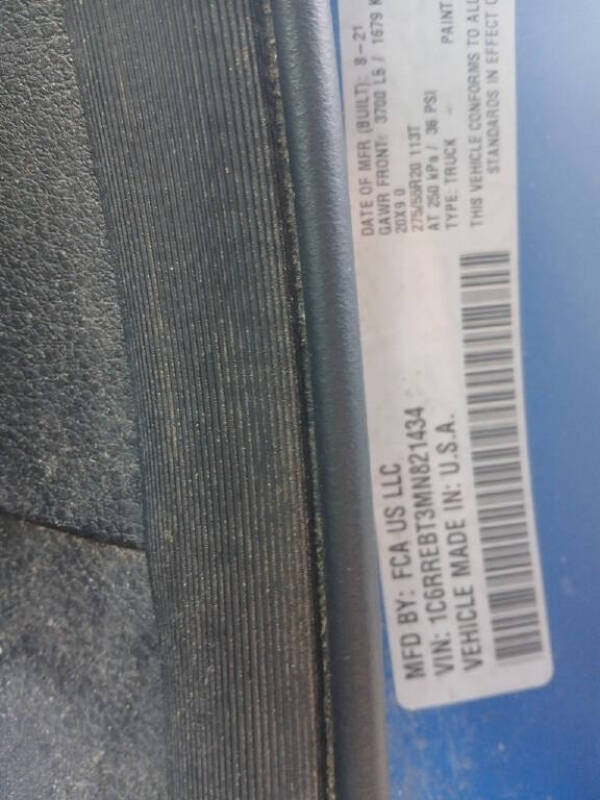 MFD BY: FCA US LLC
VIN: 1C6RREBT3MN821434
VEHICLE MADE IN: U.S.A.
DATE OF MFR (BUILT): 8-21
GAWR FRONT: 3700 LB / 1679 K
20X9.0
275/55R20 113T
AT 250 kPa / 36 PSI
TYPE: TRUCK PAINT
THIS VEHICLE CONFORMS TO ALL
STANDARDS IN EFFECT O